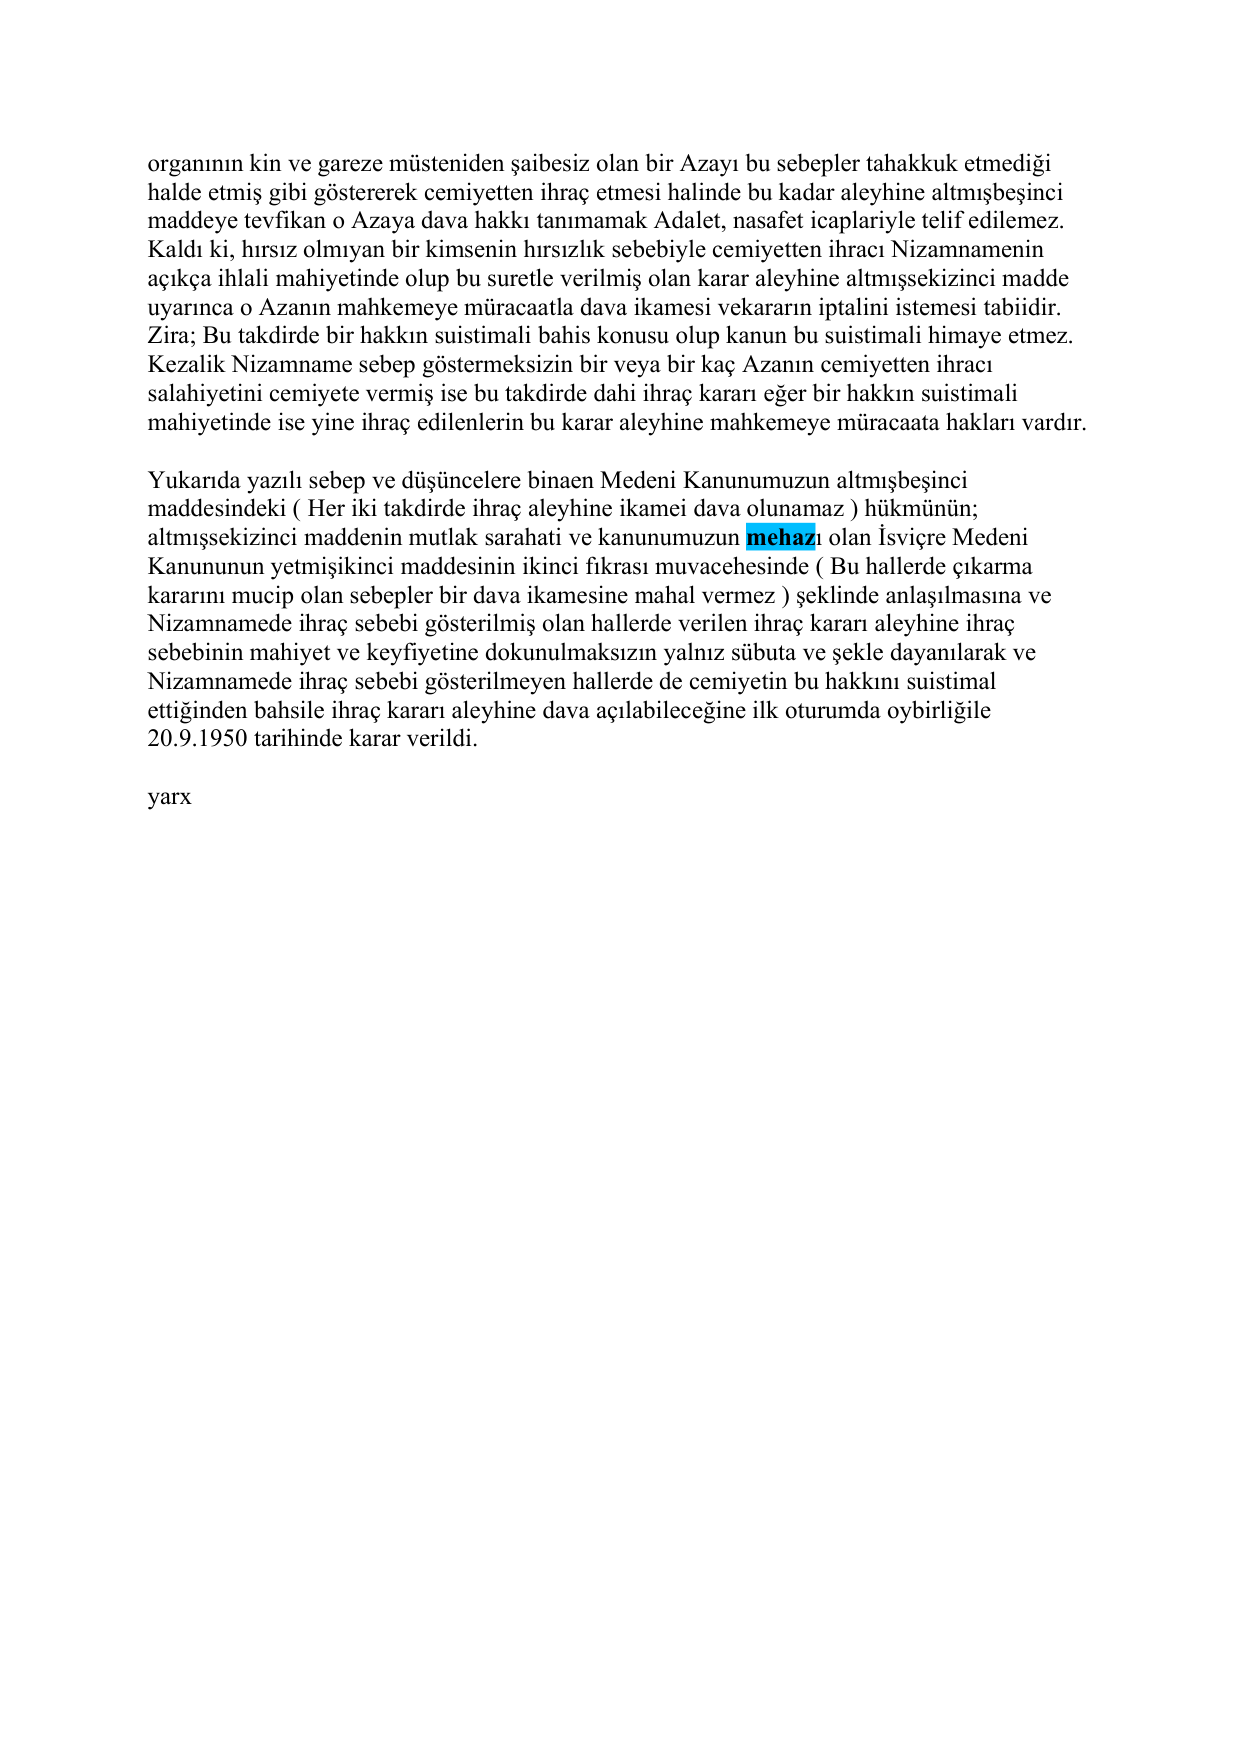 organının kin ve gareze müsteniden şaibesiz olan bir Azayı bu sebepler tahakkuk etmediği
halde etmiş gibi göstererek cemiyetten ihraç etmesi halinde bu kadar aleyhine altmışbeşinci
maddeye tevfikan o Azaya dava hakkı tanımamak Adalet, nasafet icaplariyle telif edilemez.
Kaldı ki, hırsız olmıyan bir kimsenin hırsızlık sebebiyle cemiyetten ihracı Nizamnamenin
açıkça ihlali mahiyetinde olup bu suretle verilmiş olan karar aleyhine altmışsekizinci madde
uyarınca o Azanın mahkemeye müracaatla dava ikamesi vekararın iptalini istemesi tabiidir.
Zira; Bu takdirde bir hakkın suistimali bahis konusu olup kanun bu suistimali himaye etmez.
Kezalik Nizamname sebep göstermeksizin bir veya bir kaç Azanın cemiyetten ihracı
salahiyetini cemiyete vermiş ise bu takdirde dahi ihraç kararı eğer bir hakkın suistimali
mahiyetinde ise yine ihraç edilenlerin bu karar aleyhine mahkemeye müracaata hakları vardır.
Yukarıda yazılı sebep ve düşüncelere binaen Medeni Kanunumuzun altmışbeşinci
maddesindeki ( Her iki takdirde ihraç aleyhine ikamei dava olunamaz ) hükmünün;
altmışsekizinci maddenin mutlak sarahati ve kanunumuzun mehazı olan İsviçre Medeni
Kanununun yetmişikinci maddesinin ikinci fıkrası muvacehesinde ( Bu hallerde çıkarma
kararını mucip olan sebepler bir dava ikamesine mahal vermez ) şeklinde anlaşılmasına ve
Nizamnamede ihraç sebebi gösterilmiş olan hallerde verilen ihraç kararı aleyhine ihraç
sebebinin mahiyet ve keyfiyetine dokunulmaksızın yalnız sübuta ve şekle dayanılarak ve
Nizamnamede ihraç sebebi gösterilmeyen hallerde de cemiyetin bu hakkını suistimal
ettiğinden bahsile ihraç kararı aleyhine dava açılabileceğine ilk oturumda oybirliğile
20.9.1950 tarihinde karar verildi.
yarx